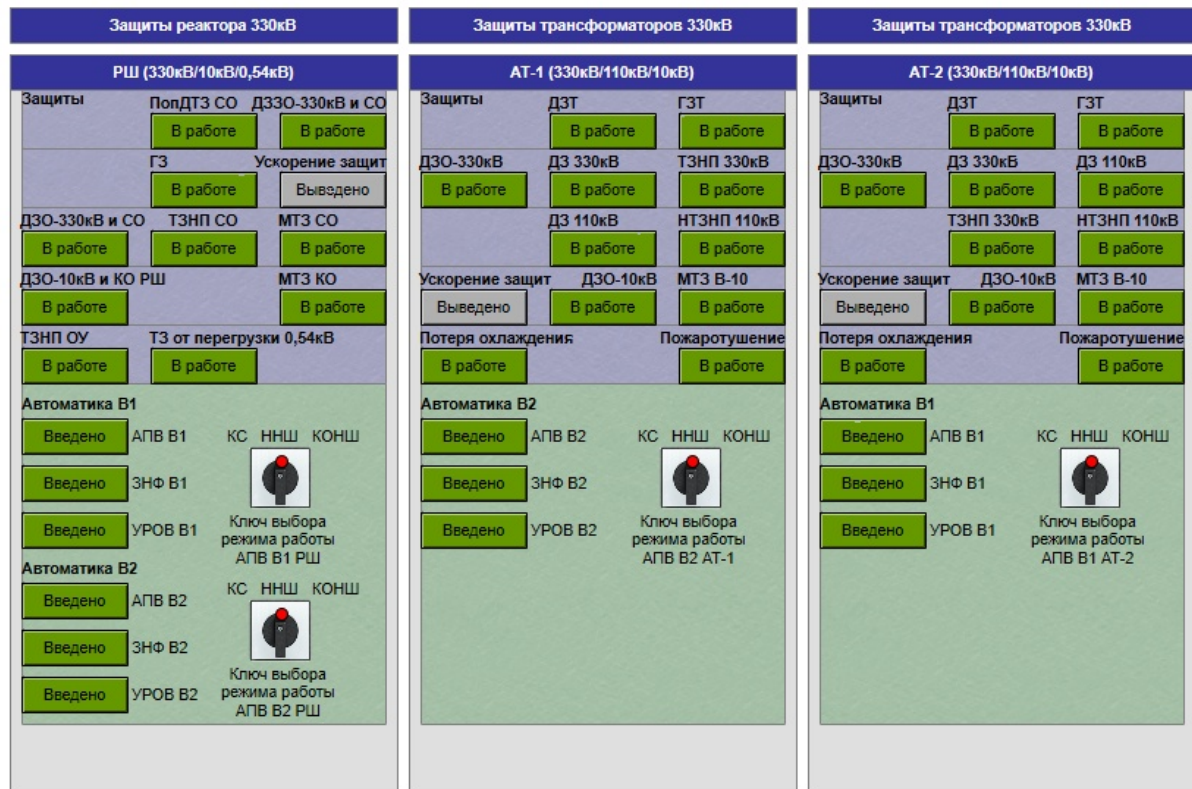 Защиты реактора 330кВ
РШ (330кВ/10кВ/0,54кВ)
Защиты ПопДТЗ СО ДЗЗО-330кВ и СО
В работе В работе
ГЗ Ускорение защит
В работе Выведено
ДЗО-330кВ и СО ТЗНП СО МТЗ СО
В работе В работе В работе
ДЗО-10кВ и КО РШ МТЗ КО
В работе В работе
ТЗНП ОУ ТЗ от перегрузки 0,54кВ
В работе В работе
Автоматика В1
Введено АПВ В1 КС ННШ КОНШ
Введено ЗНФ В1
Введено УРОВ В1
Ключ выбора
режима работы
АПВ В1 РШ
Автоматика В2
Введено АПВ В2 КС ННШ КОНШ
Введено ЗНФ В2
Введено УРОВ В2
Ключ выбора
режима работы
АПВ В2 РШ
Защиты трансформаторов 330кВ
АТ-1 (330кВ/110кВ/10кВ)
Защиты ДЗТ ГЗТ
В работе В работе
ДЗО-330кВ ДЗ 330кВ ТЗНП 330кВ
В работе В работе В работе
ДЗ 110кВ НТЗНП 110кВ
В работе В работе
Ускорение защит ДЗО-10кВ МТЗ В-10
Выведено В работе В работе
Потеря охлаждения Пожаротушение
В работе В работе
Автоматика В2
Введено АПВ В2 КС ННШ КОНШ
Введено ЗНФ В2
Введено УРОВ В2
Ключ выбора
режима работы
АПВ В2 АТ-1
Защиты трансформаторов 330кВ
АТ-2 (330кВ/110кВ/10кВ)
Защиты ДЗТ ГЗТ
В работе В работе
ДЗО-330кВ ДЗ 330кВ ДЗ 110кВ
В работе В работе В работе
ТЗНП 330кВ НТЗНП 110кВ
В работе В работе
Ускорение защит ДЗО-10кВ МТЗ В-10
Выведено В работе В работе
Потеря охлаждения Пожаротушение
В работе В работе
Автоматика В1
Введено АПВ В1 КС ННШ КОНШ
Введено ЗНФ В1
Введено УРОВ В1
Ключ выбора
режима работы
АПВ В1 АТ-2